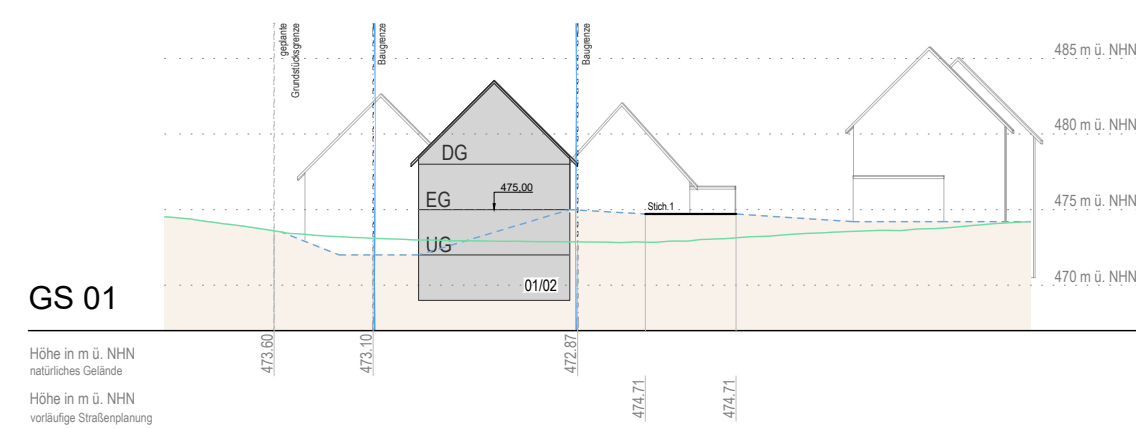 geplante
Grundstücksgrenze
Baugrenze
Baugrenze
485 m ü. NHN
480 m ü. NHN
475 m ü. NHN
470 m ü. NHN
DG
EG
475,00
UG
01/02
Stich.1
GS 01
Höhe in m ü. NHN
natürliches Gelände
473.60
473.10
472.87
Höhe in m ü. NHN
vorläufige Straßenplanung
474.71
474.71